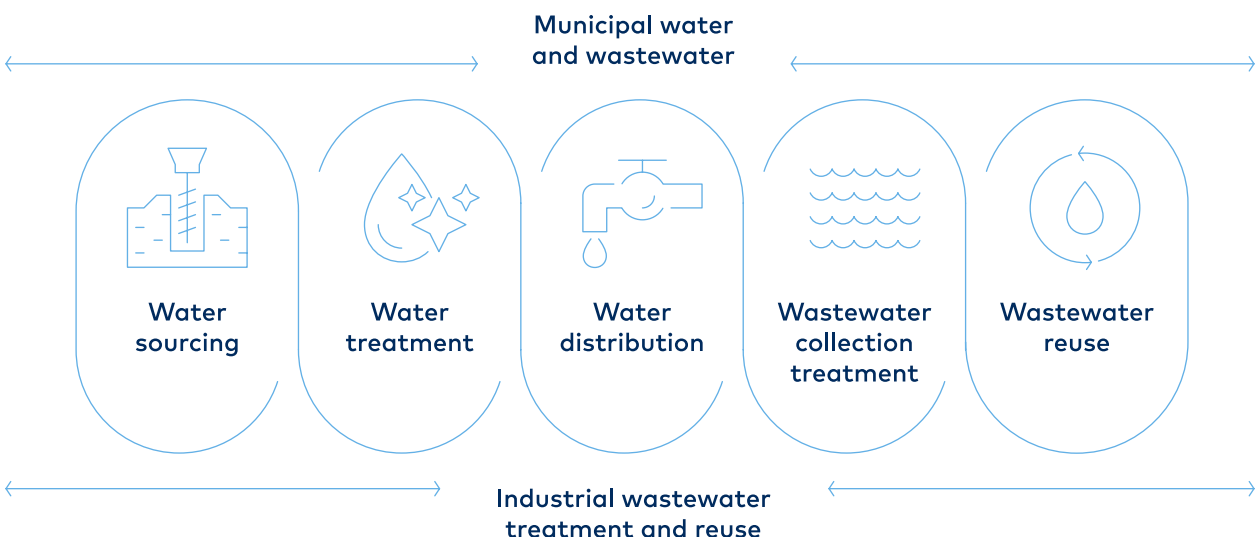 Municipal water
and wastewater
Water
sourcing
Water
treatment
Water
distribution
Wastewater
collection
treatment
Wastewater
reuse
Industrial wastewater
treatment and reuse